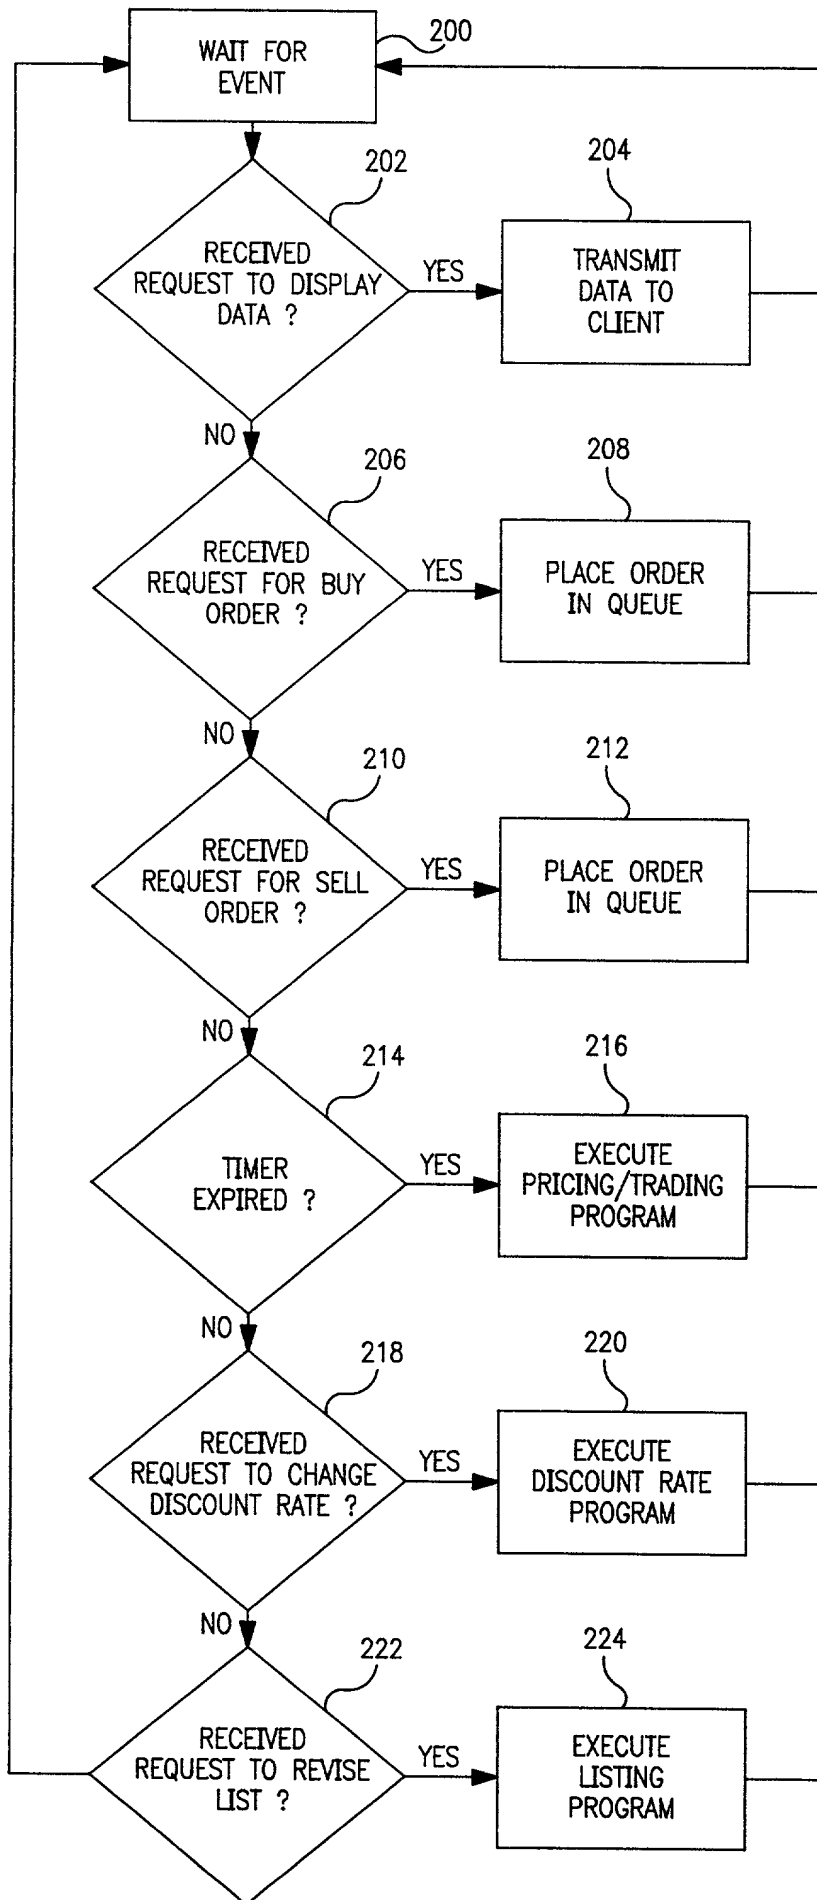 200
WAIT FOR
EVENT
202
RECEIVED
REQUEST TO DISPLAY
DATA ?
YES
204
TRANSMIT
DATA TO
CLIENT
NO
206
RECEIVED
REQUEST FOR BUY
ORDER ?
YES
208
PLACE ORDER
IN QUEUE
NO
210
RECEIVED
REQUEST FOR SELL
ORDER ?
YES
212
PLACE ORDER
IN QUEUE
NO
214
TIMER
EXPIRED ?
YES
216
EXECUTE
PRICING/TRADING
PROGRAM
NO
218
RECEIVED
REQUEST TO CHANGE
DISCOUNT RATE ?
YES
220
EXECUTE
DISCOUNT RATE
PROGRAM
NO
222
RECEIVED
REQUEST TO REVISE
LIST ?
YES
224
EXECUTE
LISTING
PROGRAM